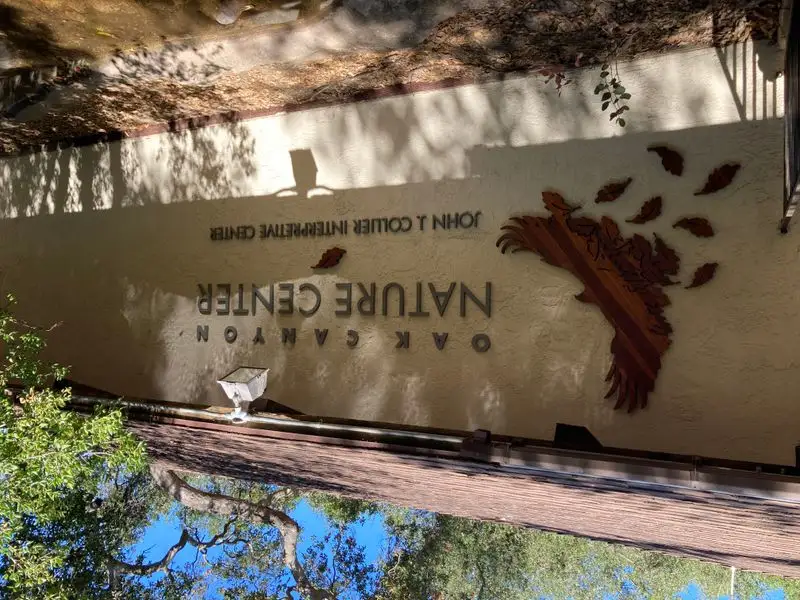 OAK CANYON
NATURE CENTER
JOHN J. COLLIER INTERPRETIVE CENTER